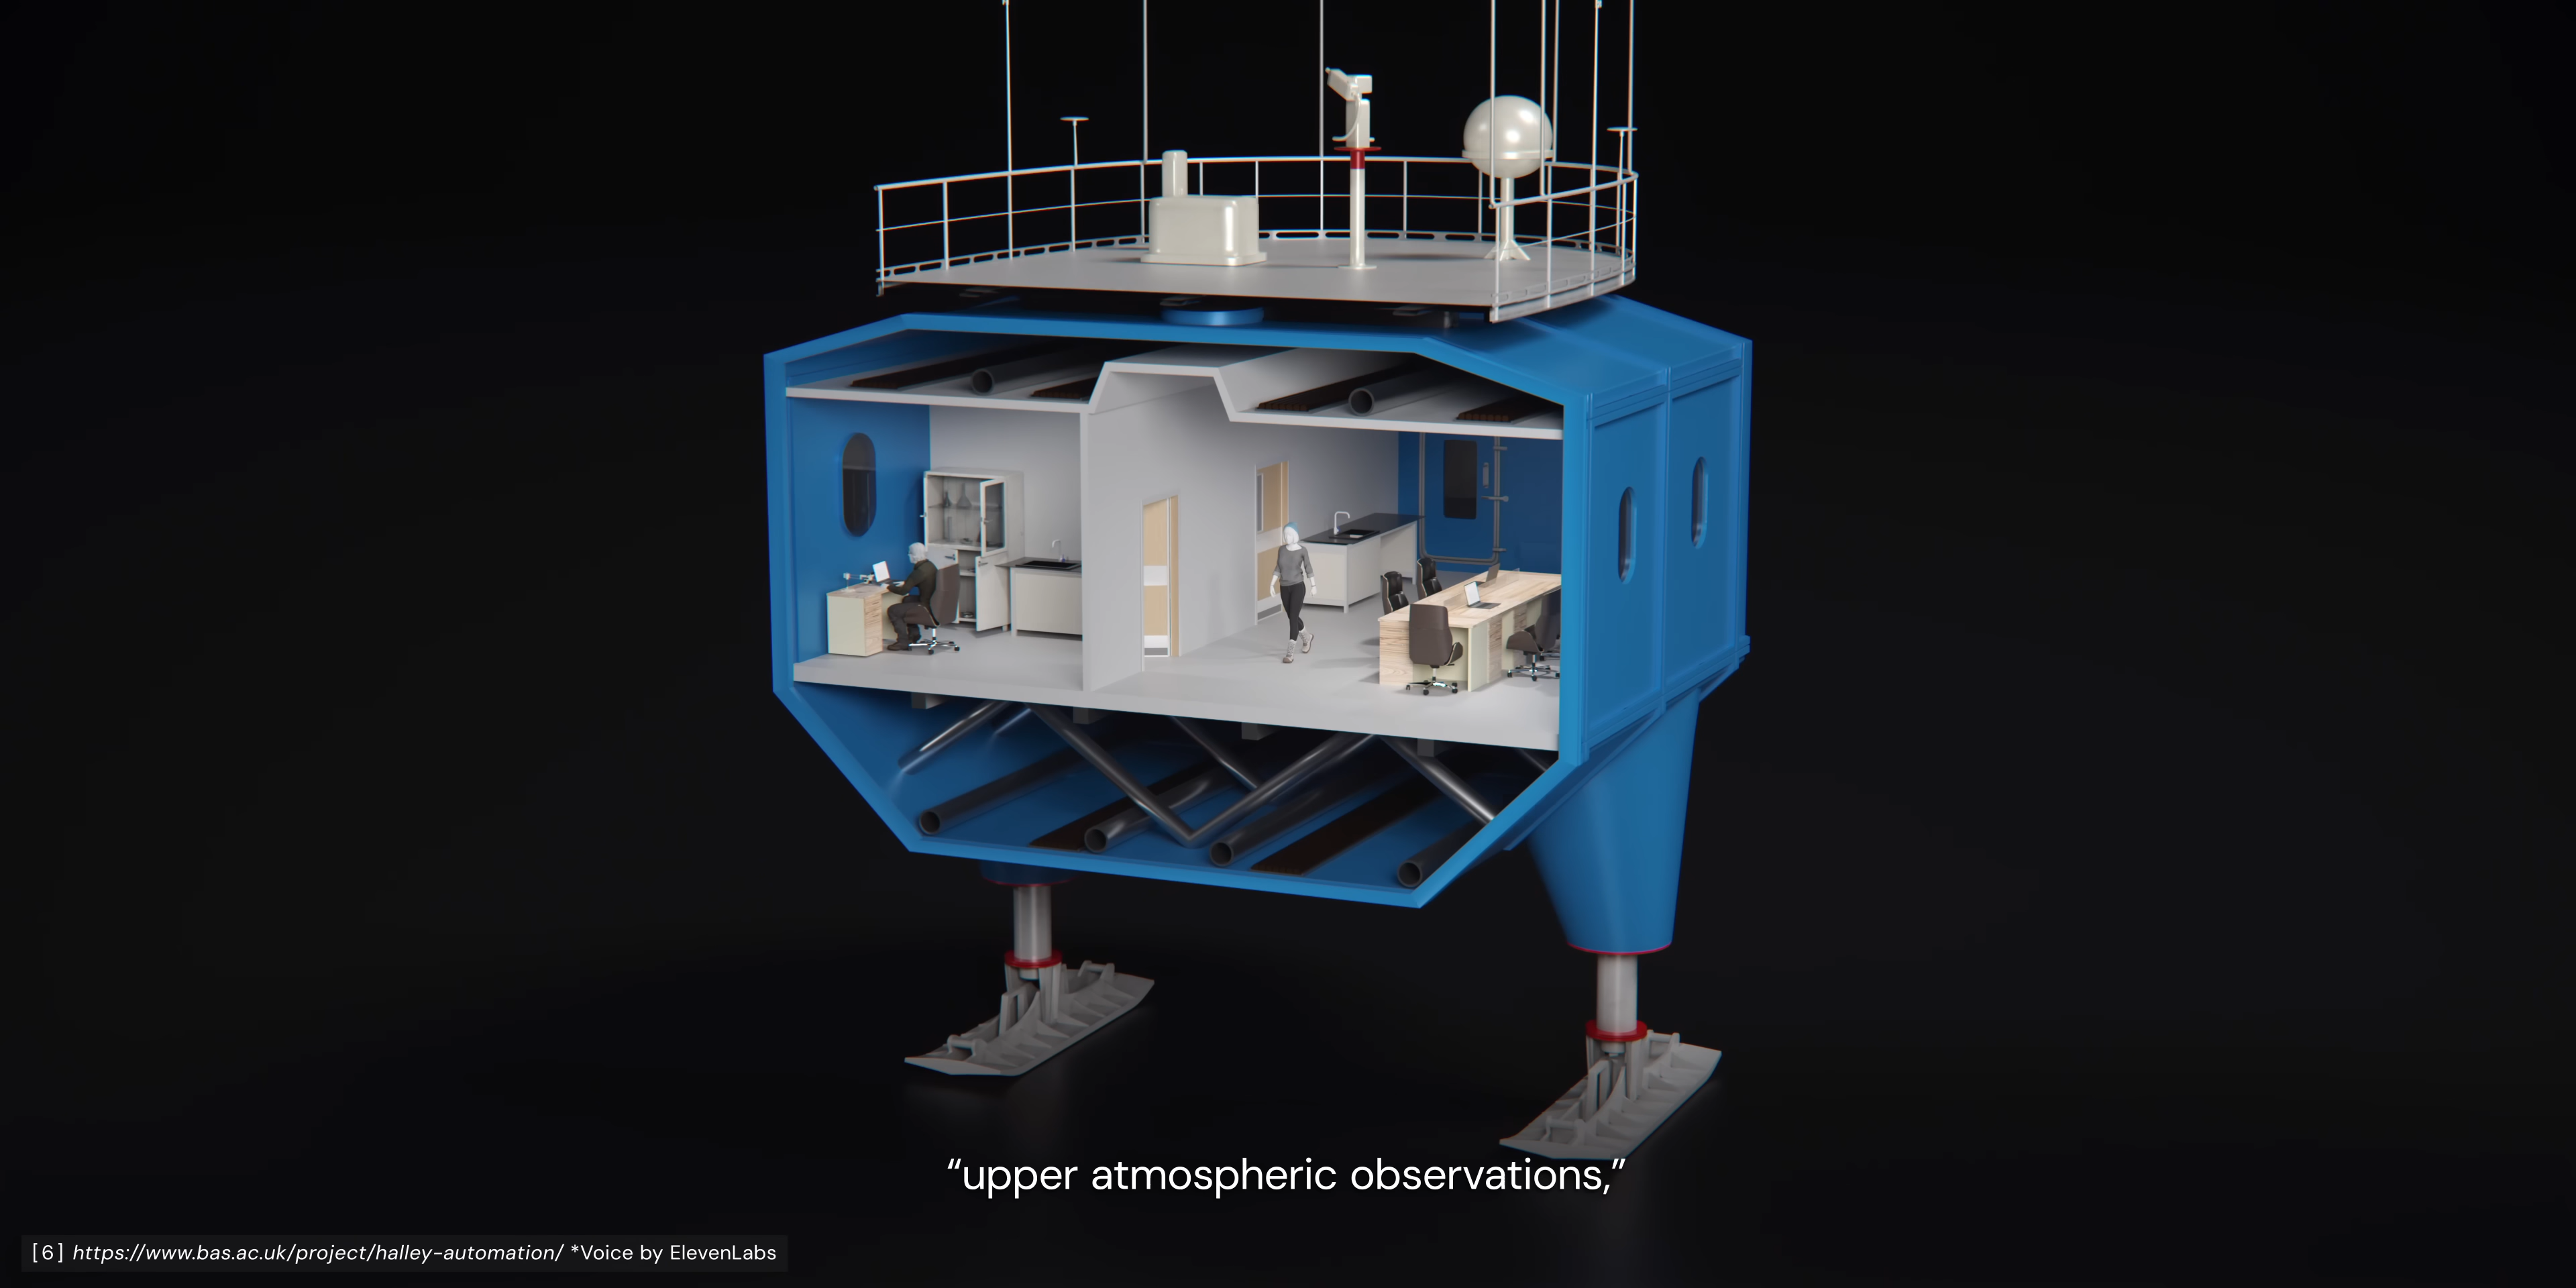 “upper atmospheric observations,”
[6] https://www.bas.ac.uk/project/halley-automation/ *Voice by ElevenLabs